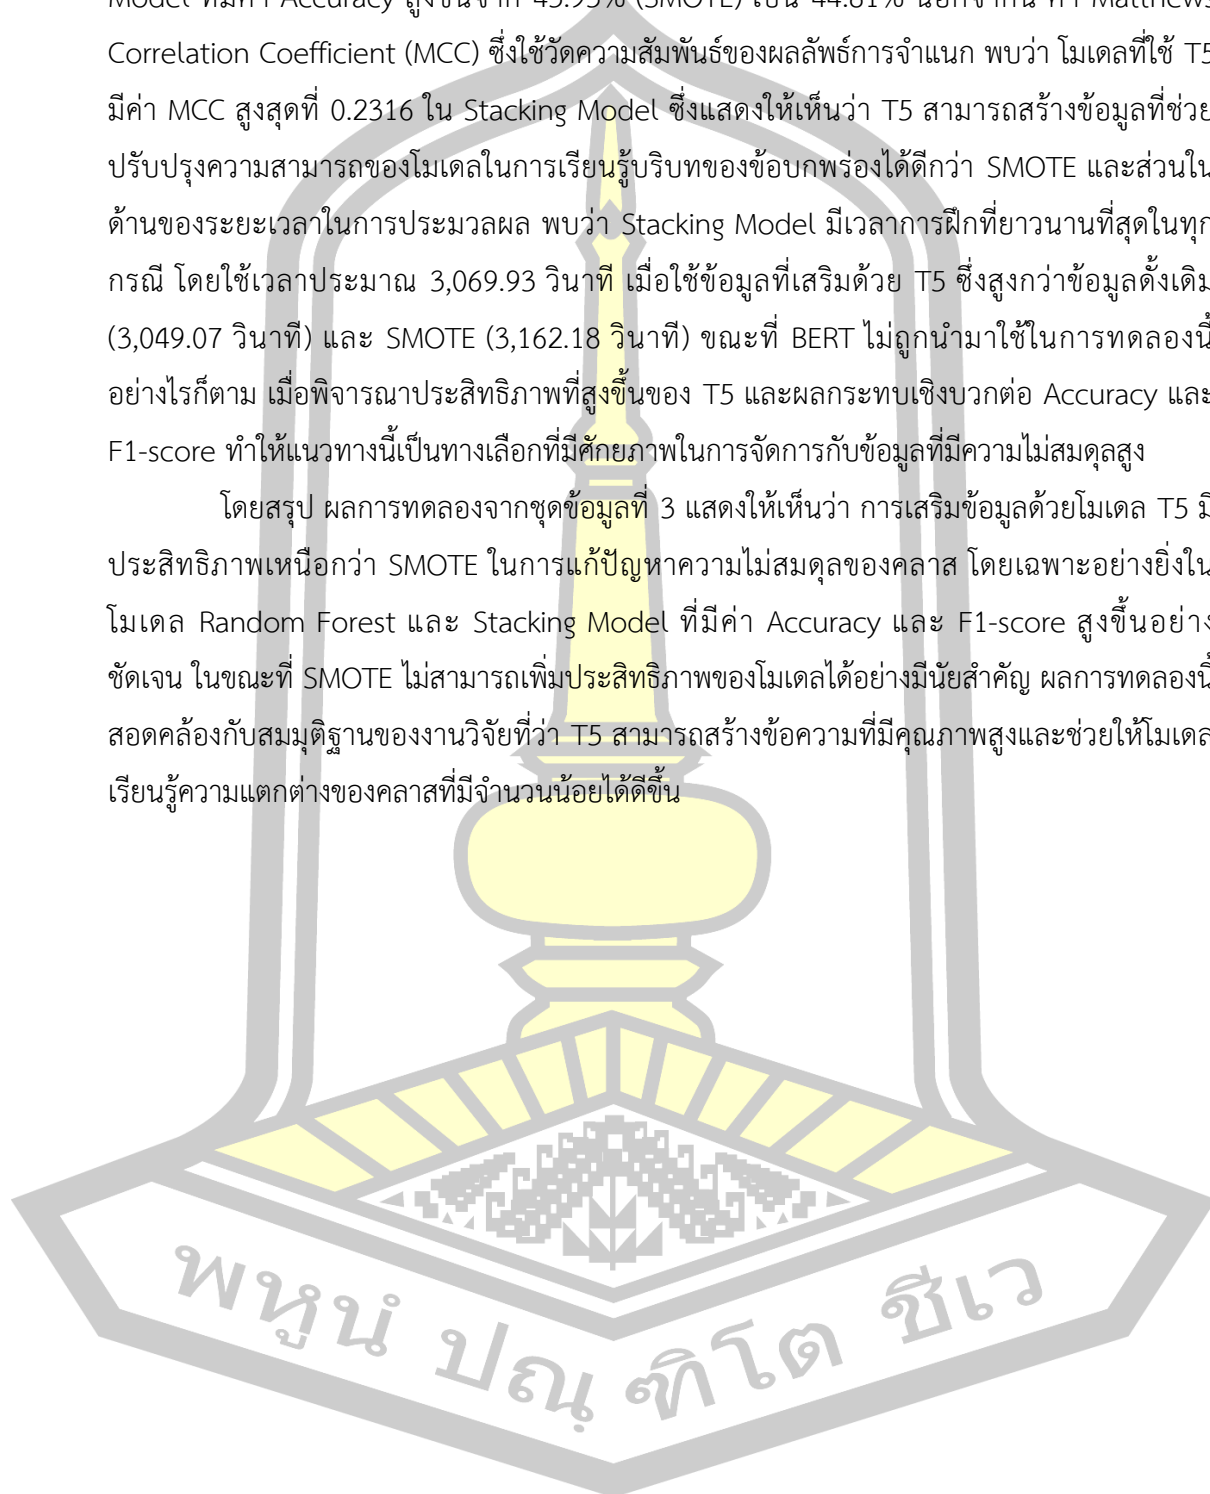 Model ที่มีค่า Accuracy สูงขึ้นจาก 43.95% (SMOTE) เป็น 44.81% นอกจากนี้ ค่า Matthews
Correlation Coefficient (MCC) ซึ่งใช้วัดความสัมพันธ์ของผลลัพธ์การจำแนก พบว่า โมเดลที่ใช้ T5
มีค่า MCC สูงสุดที่ 0.2316 ใน Stacking Model ซึ่งแสดงให้เห็นว่า T5 สามารถสร้างข้อมูลที่ช่วย
ปรับปรุงความสามารถของโมเดลในการเรียนรู้บริบทของข้อบกพร่องได้ดีกว่า SMOTE และส่วนใน
ด้านของระยะเวลาในการประมวลผล พบว่า Stacking Model มีเวลาการฝึกที่ยาวนานที่สุดในทุก
กรณี โดยใช้เวลาประมาณ 3,069.93 วินาที เมื่อใช้ข้อมูลที่เสริมด้วย T5 ซึ่งสูงกว่าข้อมูลดั้งเดิม
(3,049.07 วินาที) และ SMOTE (3,162.18 วินาที) ขณะที่ BERT ไม่ถูกนำมาใช้ในการทดลองนี้
อย่างไรก็ตาม เมื่อพิจารณาประสิทธิภาพที่สูงขึ้นของ T5 และผลกระทบเชิงบวกต่อ Accuracy และ
F1-score ทำให้แนวทางนี้เป็นทางเลือกที่มีศักยภาพในการจัดการกับข้อมูลที่มีความไม่สมดุลสูง
โดยสรุป ผลการทดลองจากชุดข้อมูลที่ 3 แสดงให้เห็นว่า การเสริมข้อมูลด้วยโมเดล T5 มี
ประสิทธิภาพเหนือกว่า SMOTE ในการแก้ปัญหาความไม่สมดุลของคลาส โดยเฉพาะอย่างยิ่งใน
โมเดล Random Forest และ Stacking Model ที่มีค่า Accuracy และ F1-score สูงขึ้นอย่าง
ชัดเจน ในขณะที่ SMOTE ไม่สามารถเพิ่มประสิทธิภาพของโมเดลได้อย่างมีนัยสำคัญ ผลการทดลองนี้
สอดคล้องกับสมมุติฐานของงานวิจัยที่ว่า T5 สามารถสร้างข้อความที่มีคุณภาพสูงและช่วยให้โมเดล
เรียนรู้ความแตกต่างของคลาสที่มีจำนวนน้อยได้ดีขึ้น
พหูนํ ปณฺฑิโต ชีเว